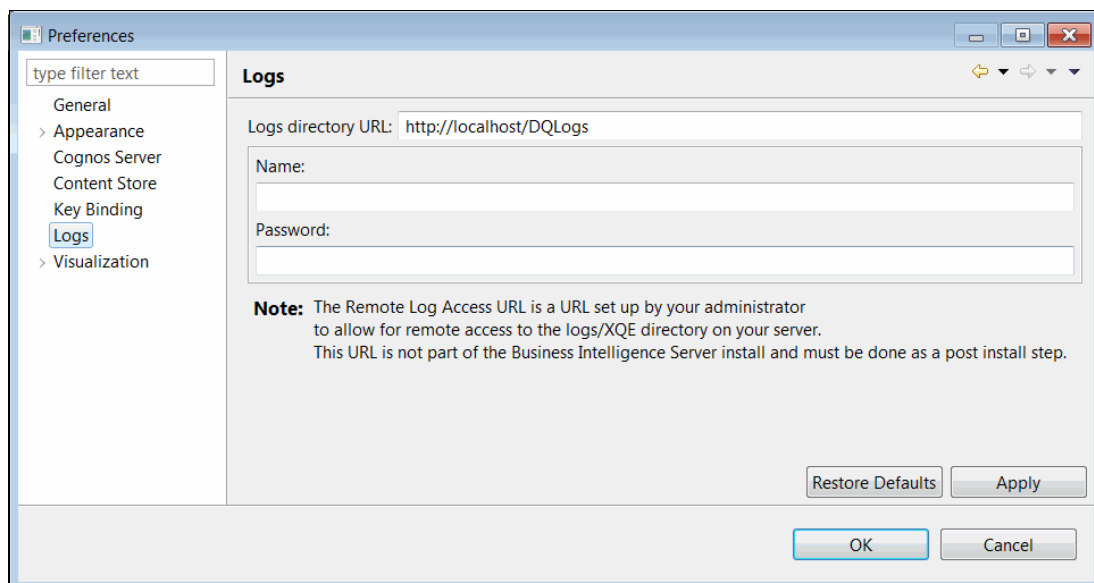 Preferences
type filter text
General
Appearance
Cognos Server
Content Store
Key Binding
Logs
Visualization
Logs
Logs directory URL: http://localhost/DQLogs
Name:
Password:
Note: The Remote Log Access URL is a URL set up by your administrator
to allow for remote access to the logs/XQE directory on your server.
This URL is not part of the Business Intelligence Server install and must be done as a post install step.
Restore Defaults Apply
OK Cancel